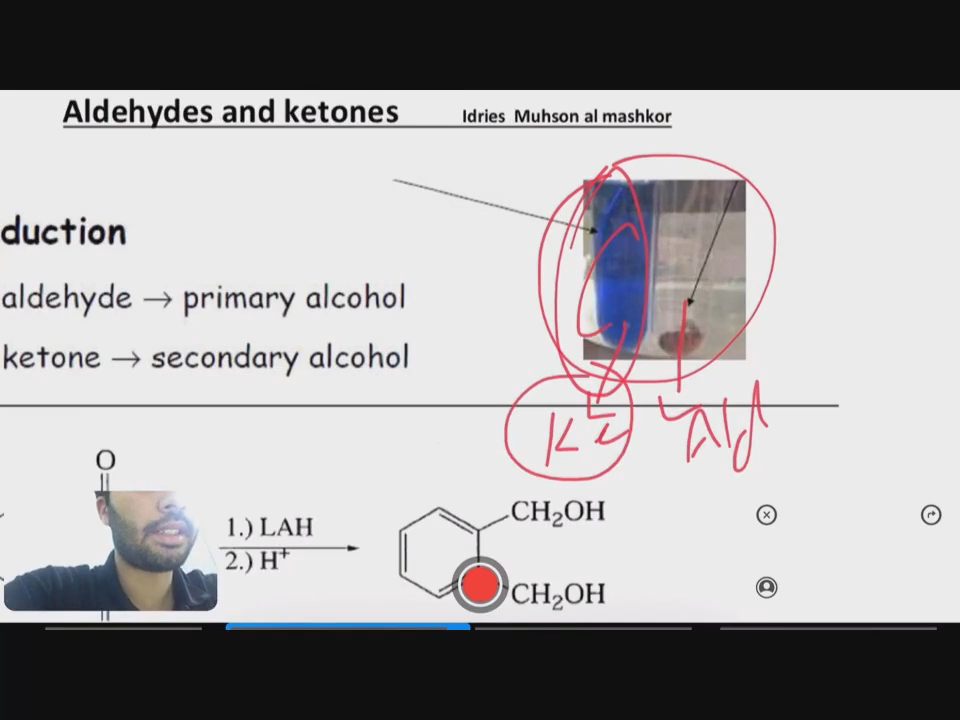 Aldehydes and ketones Idries Muhson al mashkor
duction
aldehyde → primary alcohol
ketone → secondary alcohol
Ald
O
1.) LAH
2.) H⁺
CH₂OH
CH₂OH